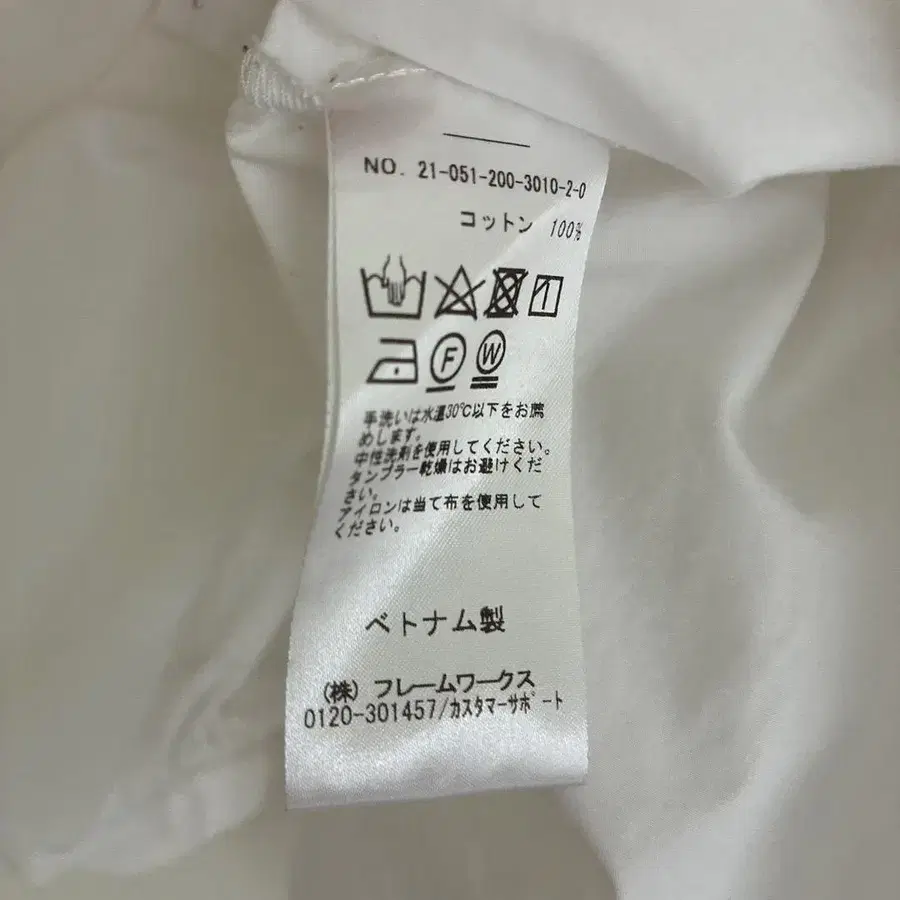 NO. 21-051-200-3010-2-0
コットン 100%
F W
手洗いは水温30℃以下をお薦
めします。
中性洗剤を使用してください。
タンブラー乾燥はお避けくだ
さい。
アイロンは当て布を使用して
ください。
ベトナム製
(株) フレームワークス
0120-301457/カスタマーサポート